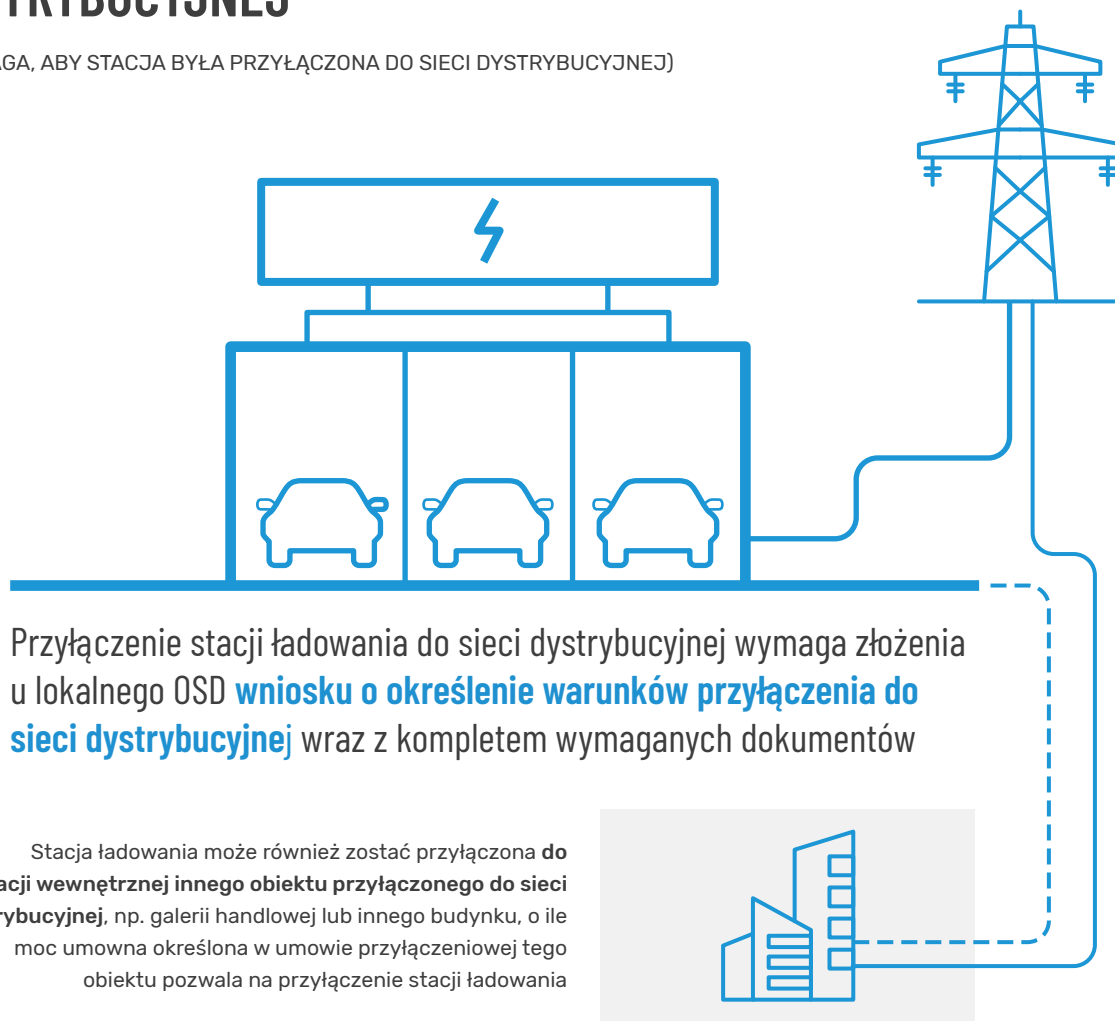 TRYBUCYJNEJ
AGA, ABY STACJA BYŁA PRZYŁĄCZONA DO SIECI DYSTRYBUCYJNEJ)
Przyłączenie stacji ładowania do sieci dystrybucyjnej wymaga złożenia
u lokalnego OSD wniosku o określenie warunków przyłączenia do
sieci dystrybucyjnej wraz z kompletem wymaganych dokumentów
Stacja ładowania może również zostać przyłączona do
acji wewnętrznej innego obiektu przyłączonego do sieci
rybucyjnej, np. galerii handlowej lub innego budynku, o ile
moc umowna określona w umowie przyłączeniowej tego
obiektu pozwala na przyłączenie stacji ładowania